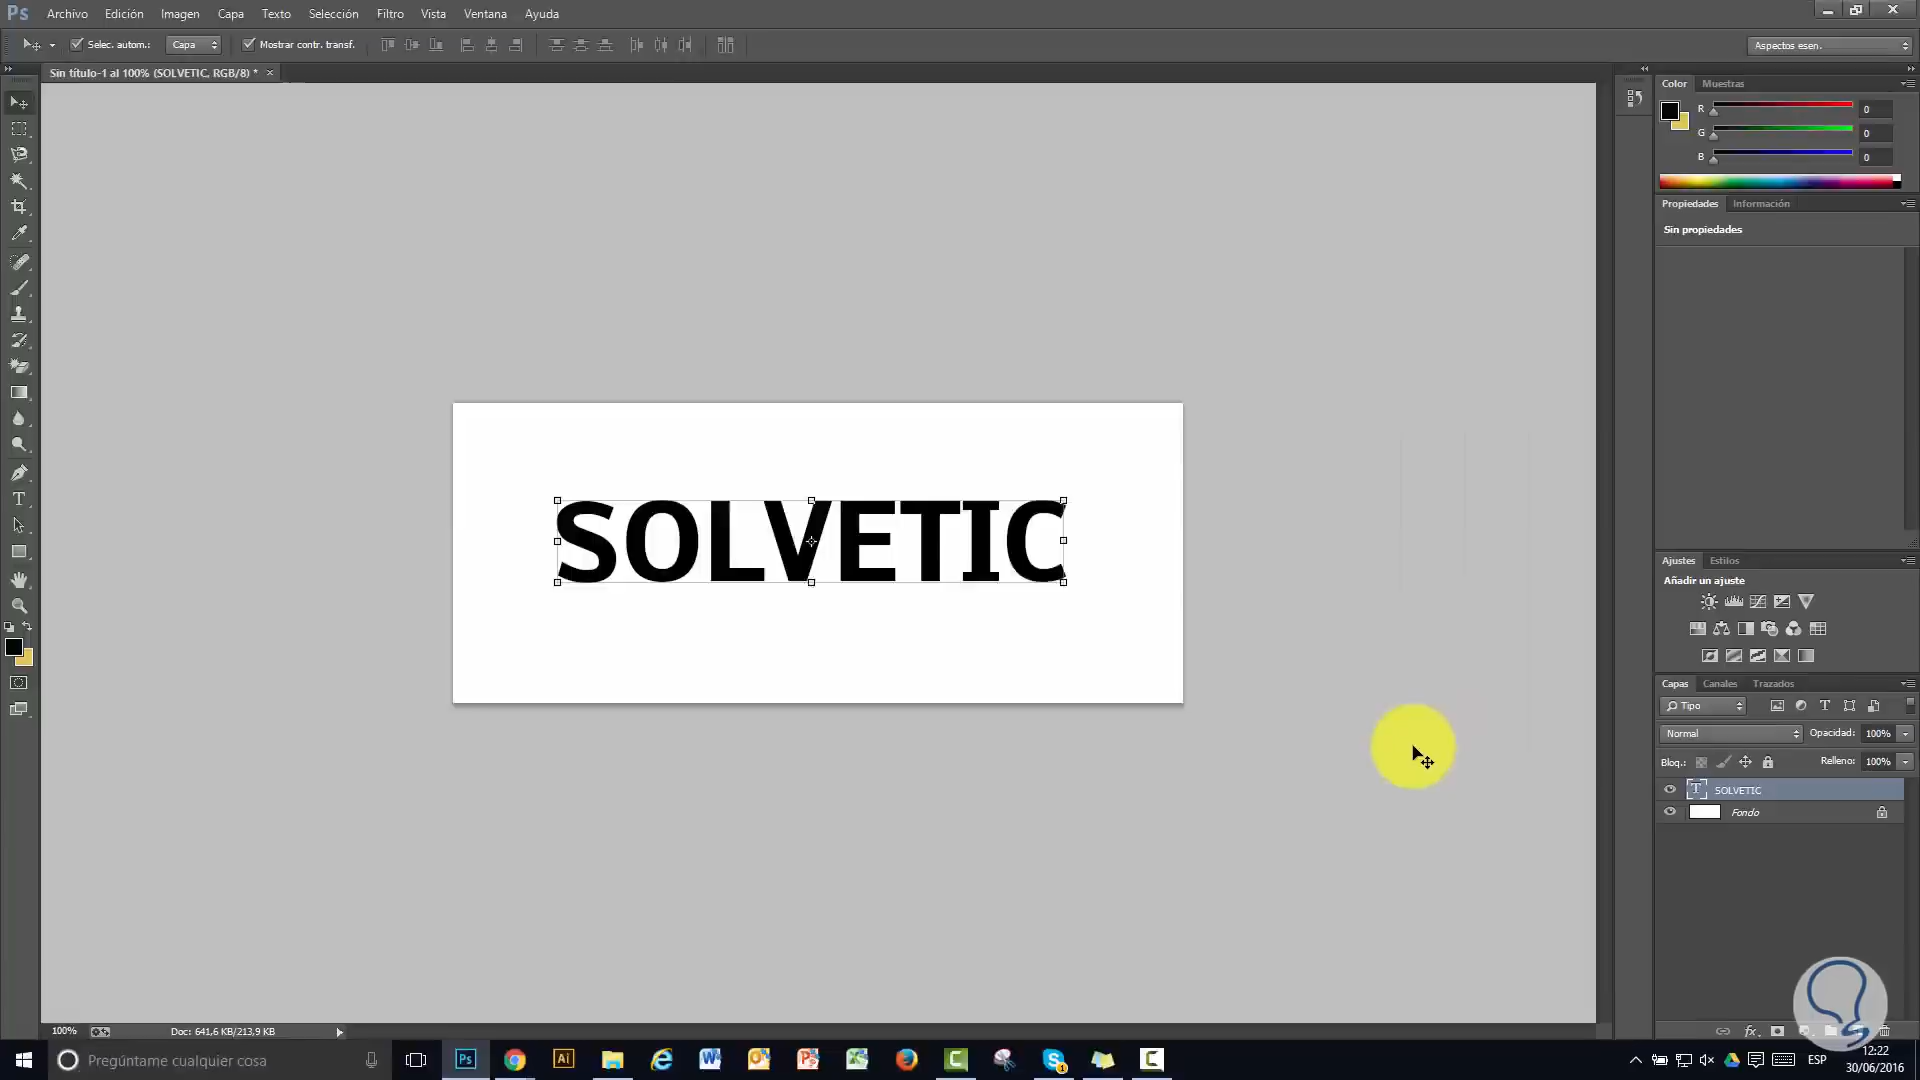 Ps Archivo Edición Imagen Capa Texto Selección Filtro Vista Ventana Ayuda
Selec. autom.: Capa Mostrar contr. transf. Aspectos esen.
Sin título-1 al 100% (SOLVETIC, RGB/8) * ×
Color Muestras
R 0
G 0
B 0
Propiedades Información
Sin propiedades
SOLVETIC
Ajustes Estilos
Añadir un ajuste
Capas Canales Trazados
Tipo
Normal Opacidad: 100%
Bloq.: Relleno: 100%
T SOLVETIC
Fondo
100% Doc: 641,6 KB/213,9 KB
Pregúntame cualquier cosa
ESP
12:22
30/06/2016